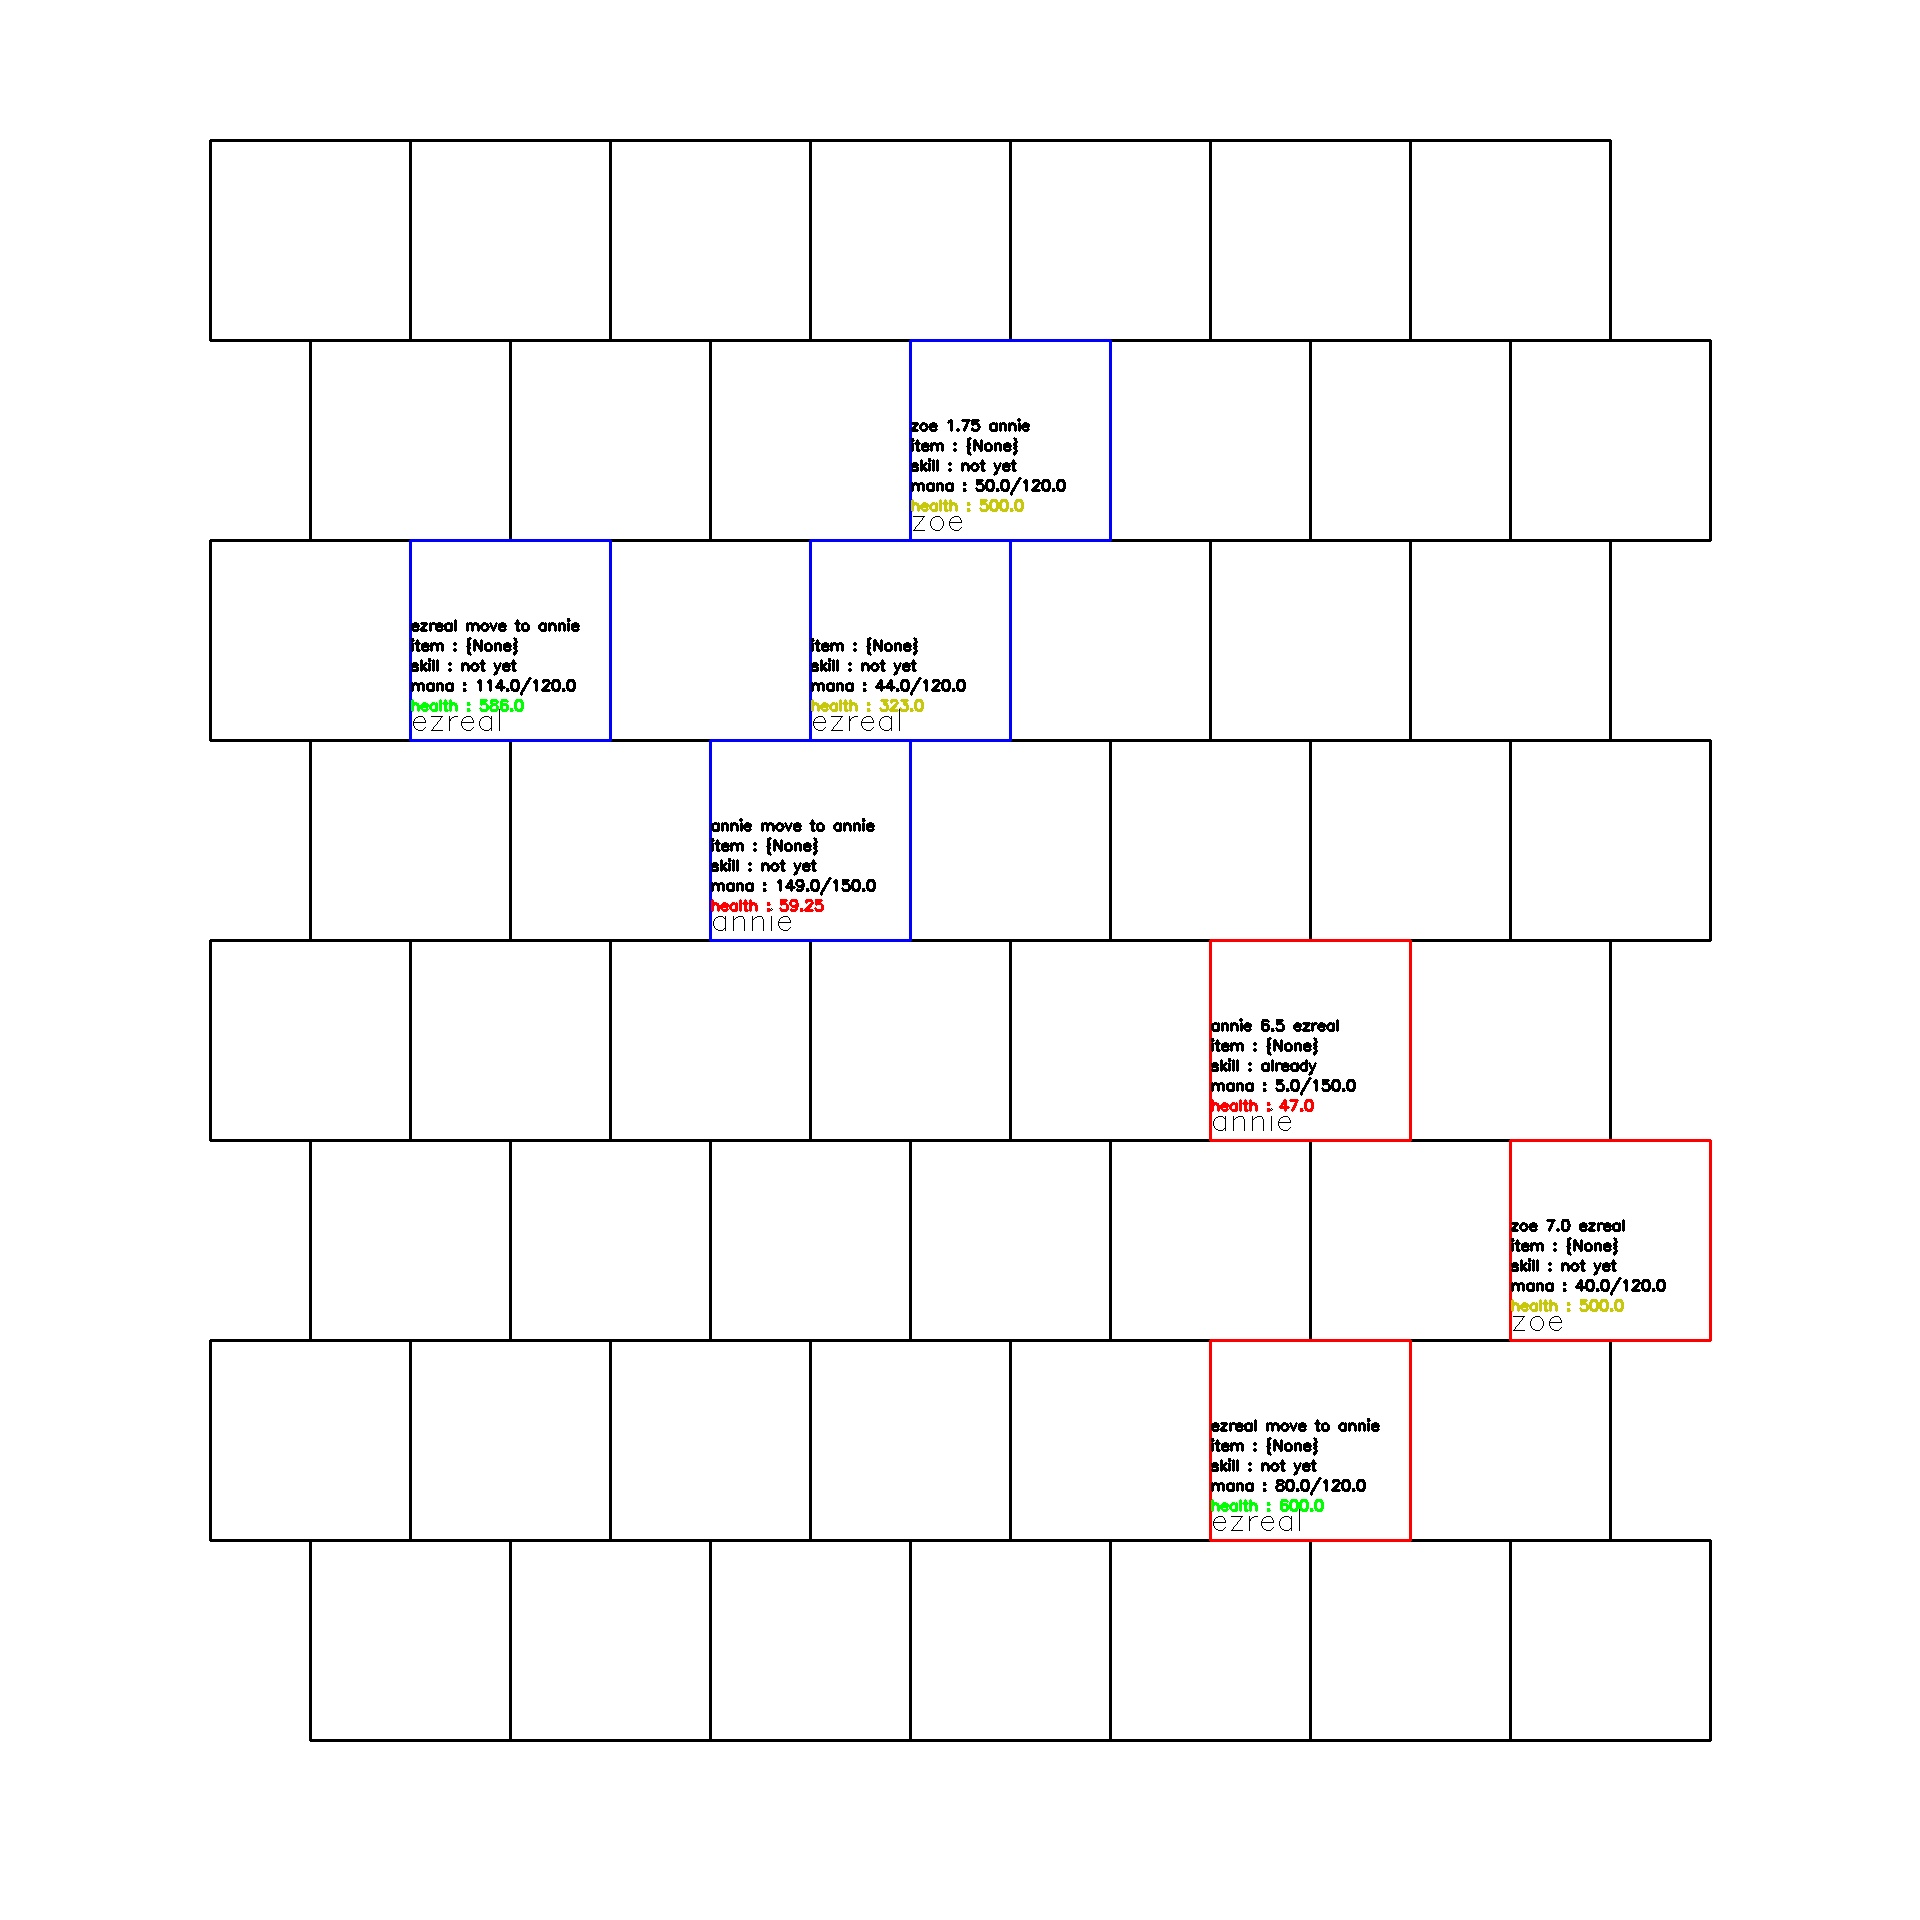 zoe 1.75 annie
item : {None}
skill : not yet
mana : 50.0/120.0
health : 500.0
zoe
ezreal move to annie
item : {None}
skill : not yet
mana : 114.0/120.0
health : 586.0
ezreal
item : {None}
skill : not yet
mana : 44.0/120.0
health : 323.0
ezreal
annie move to annie
item : {None}
skill : not yet
mana : 149.0/150.0
health : 59.25
annie
annie 6.5 ezreal
item : {None}
skill : already
mana : 5.0/150.0
health : 47.0
annie
zoe 7.0 ezreal
item : {None}
skill : not yet
mana : 40.0/120.0
health : 500.0
zoe
ezreal move to annie
item : {None}
skill : not yet
mana : 80.0/120.0
health : 600.0
ezreal